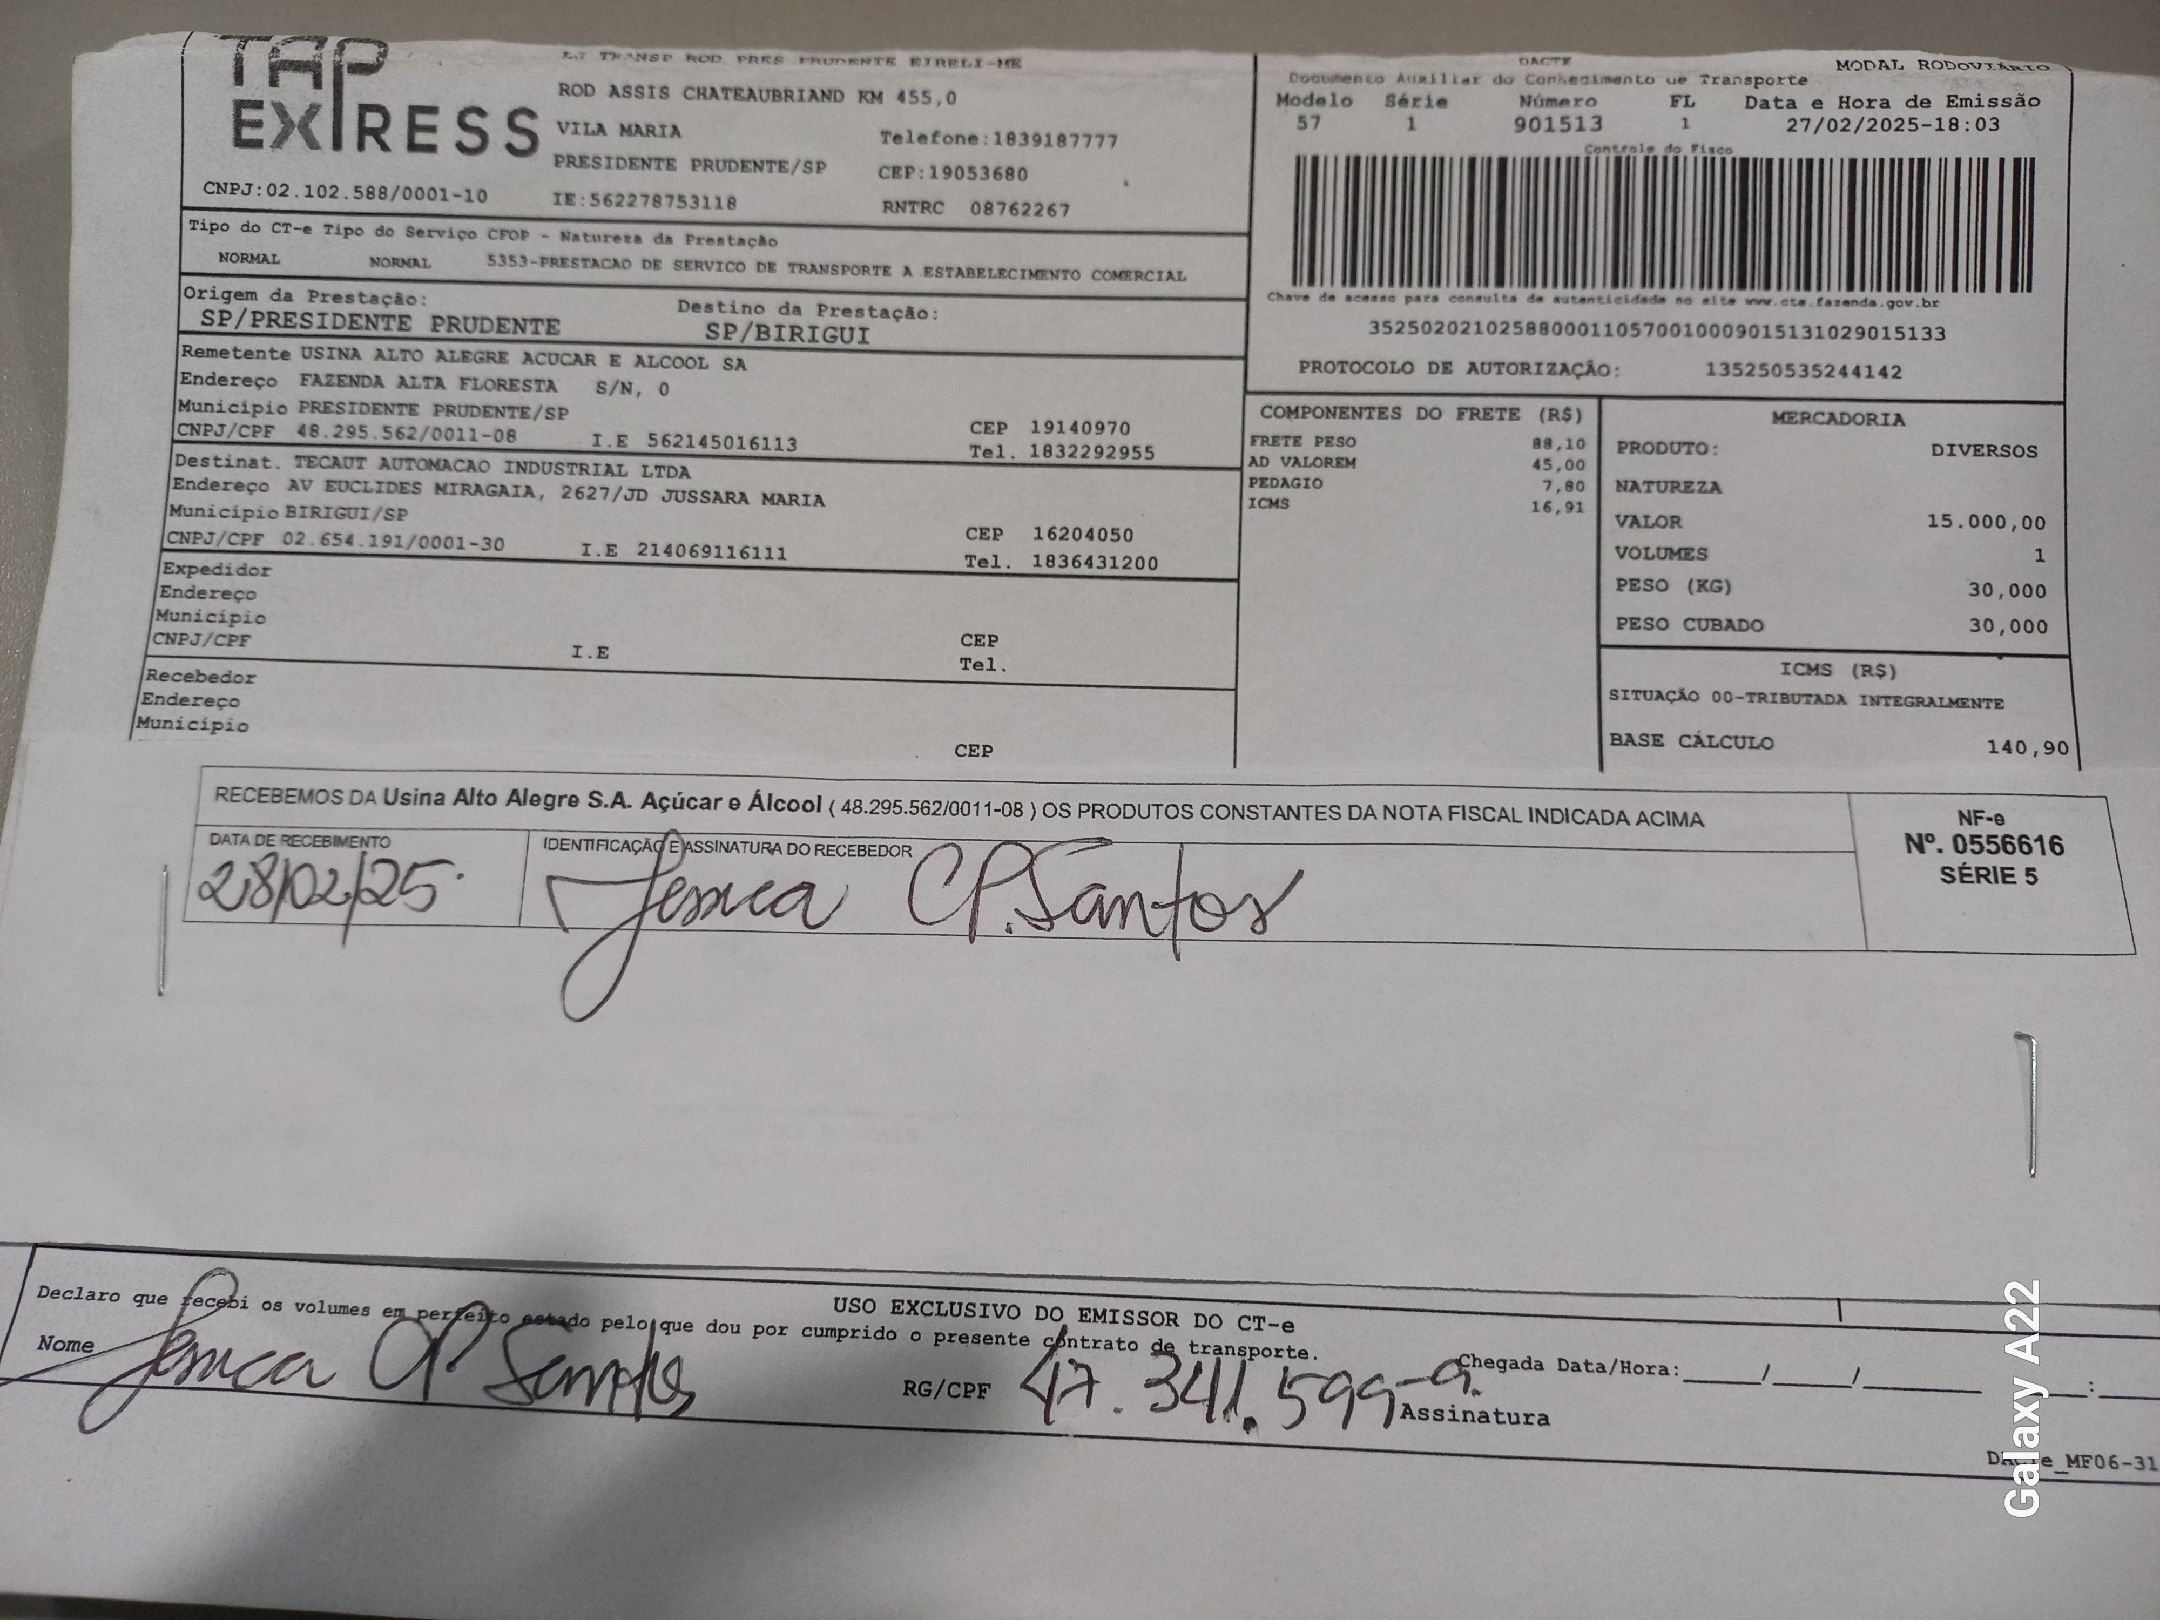 TAP
EXPRESS
LJ TRANSP ROD PRES PRUDENTE EIRELI-ME
ROD ASSIS CHATEAUBRIAND KM 455,0
VILA MARIA
Telefone:1839187777
PRESIDENTE PRUDENTE/SP
CEP:19053680
CNPJ:02.102.588/0001-10
IE:562278753118
RNTRC 08762267
DACTE
MODAL RODOVIÁRIO
Documento Auxiliar do Conhecimento de Transporte
Modelo Série Número FL Data e Hora de Emissão
57 1 901513 1 27/02/2025-18:03
Controle do Fisco
Chave de acesso para consulta de autenticidade no site www.cte.fazenda.gov.br
35250202102588000110570010009015131029015133
PROTOCOLO DE AUTORIZAÇÃO: 135250535244142
Tipo do CT-e Tipo do Serviço CFOP - Natureza da Prestação
NORMAL NORMAL 5353-PRESTACAO DE SERVICO DE TRANSPORTE A ESTABELECIMENTO COMERCIAL
Origem da Prestação: Destino da Prestação:
SP/PRESIDENTE PRUDENTE SP/BIRIGUI
Remetente USINA ALTO ALEGRE ACUCAR E ALCOOL SA
Endereço FAZENDA ALTA FLORESTA S/N, 0
Município PRESIDENTE PRUDENTE/SP CEP 19140970
CNPJ/CPF 48.295.562/0011-08 I.E 562145016113 Tel. 1832292955
Destinat. TECAUT AUTOMACAO INDUSTRIAL LTDA
Endereço AV EUCLIDES MIRAGAIA, 2627/JD JUSSARA MARIA
Município BIRIGUI/SP CEP 16204050
CNPJ/CPF 02.654.191/0001-30 I.E 214069116111 Tel. 1836431200
Expedidor
Endereço
Município CEP
CNPJ/CPF I.E Tel.
Recebedor
Endereço
Município CEP
COMPONENTES DO FRETE (R$)
FRETE PESO 88,10
AD VALOREM 45,00
PEDAGIO 7,80
ICMS 16,91
MERCADORIA
PRODUTO: DIVERSOS
NATUREZA
VALOR 15.000,00
VOLUMES 1
PESO (KG) 30,000
PESO CUBADO 30,000
ICMS (R$)
SITUAÇÃO 00-TRIBUTADA INTEGRALMENTE
BASE CÁLCULO 140,90
RECEBEMOS DA Usina Alto Alegre S.A. Açúcar e Álcool ( 48.295.562/0011-08 ) OS PRODUTOS CONSTANTES DA NOTA FISCAL INDICADA ACIMA
DATA DE RECEBIMENTO
28/02/25
IDENTIFICAÇÃO E ASSINATURA DO RECEBEDOR
Jessica CP. Santos
NF-e
Nº. 0556616
SÉRIE 5
USO EXCLUSIVO DO EMISSOR DO CT-e
Declaro que recebi os volumes em perfeito estado pelo que dou por cumprido o presente contrato de transporte.
Nome Jessica CP Santos RG/CPF 47.341.599-9. Chegada Data/Hora:____/____/______ __:__
Assinatura
DACTe_MF06-31
Galaxy A22